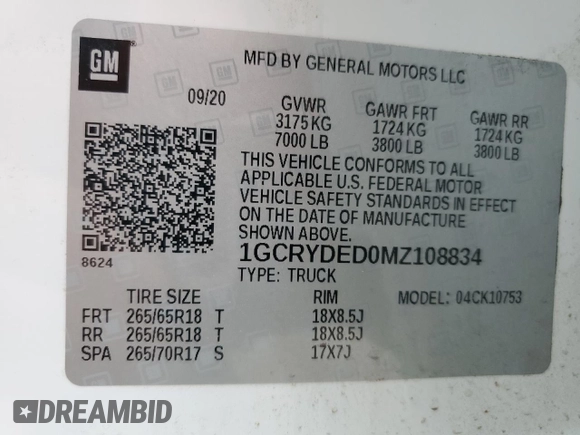 GM
MFD BY GENERAL MOTORS LLC
09/20 GVWR GAWR FRT GAWR RR
3175 KG 1724 KG 1724 KG
7000 LB 3800 LB 3800 LB
THIS VEHICLE CONFORMS TO ALL
APPLICABLE U.S. FEDERAL MOTOR
VEHICLE SAFETY STANDARDS IN EFFECT
ON THE DATE OF MANUFACTURE
SHOWN ABOVE.
8624 1GCRYDED0MZ108834
TYPE: TRUCK
TIRE SIZE RIM MODEL: 04CK10753
FRT 265/65R18 T 18X8.5J
RR 265/65R18 T 18X8.5J
SPA 265/70R17 S 17X7J
DREAMBID